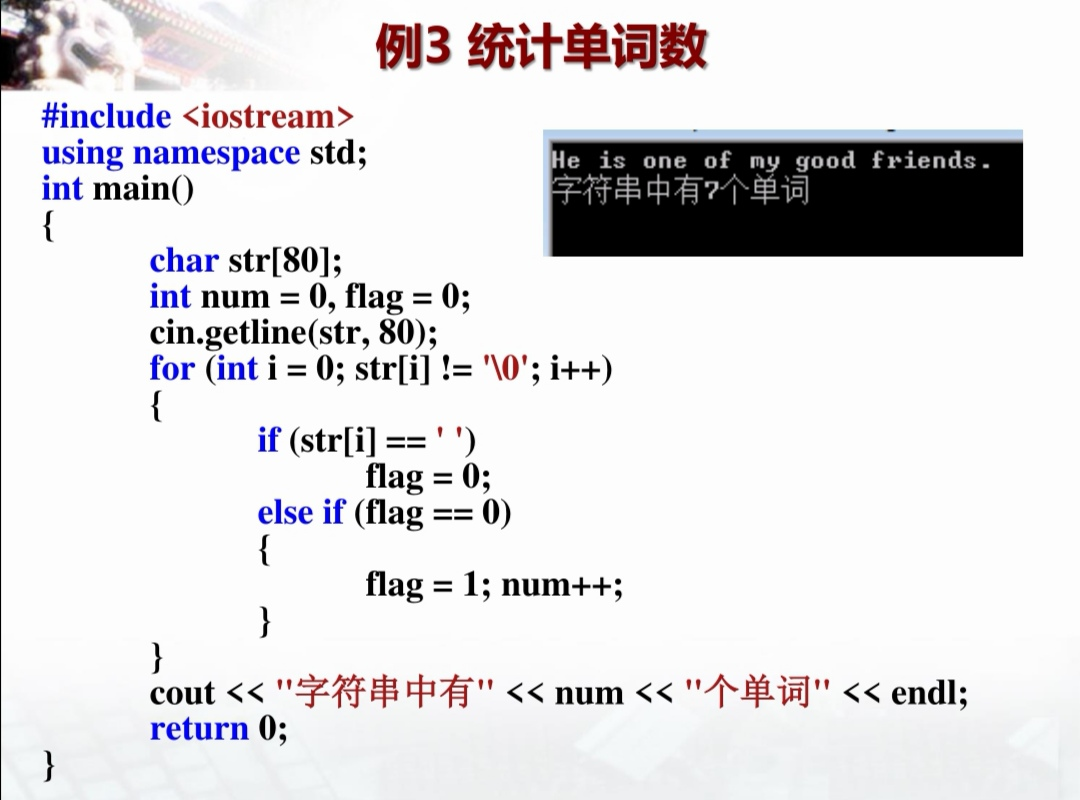 例3 统计单词数
#include <iostream>
using namespace std;
int main()
{
char str[80];
int num = 0, flag = 0;
cin.getline(str, 80);
for (int i = 0; str[i] != '\0'; i++)
{
if (str[i] == ' ')
flag = 0;
else if (flag == 0)
{
flag = 1; num++;
}
}
cout << "字符串中有" << num << "个单词" << endl;
return 0;
}
He is one of my good friends.
字符串中有7个单词